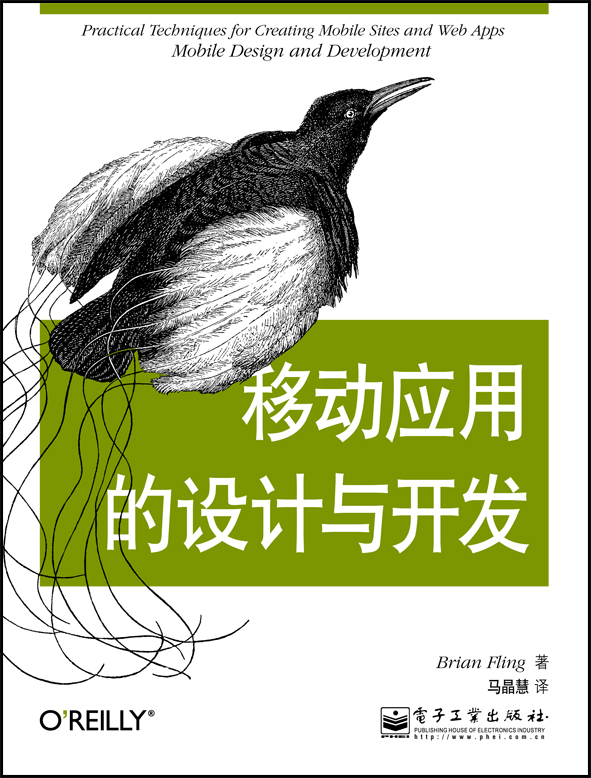 Practical Techniques for Creating Mobile Sites and Web Apps
Mobile Design and Development
移动应用
的设计与开发
Brian Fling 著
马晶慧 译
O'REILLY®
PHEI
電子工業出版社.
PUBLISHING HOUSE OF ELECTRONICS INDUSTRY
http://www.phei.com.cn